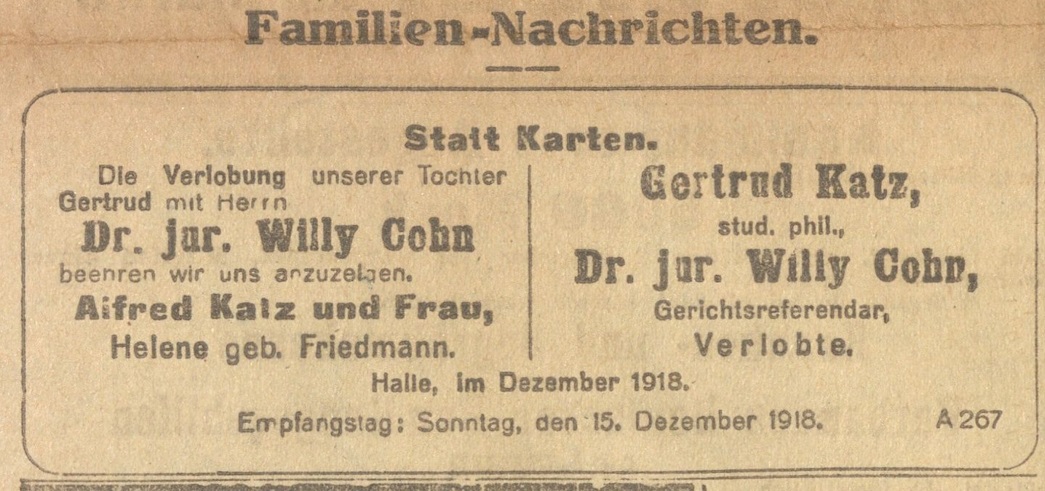 Familien-Nachrichten.
Statt Karten.
Die Verlobung unserer Tochter
Gertrud mit Herrn
Dr. jur. Willy Cohn
beehren wir uns anzuzeigen.
Alfred Katz und Frau,
Helene geb. Friedmann.
Gertrud Katz,
stud. phil.,
Dr. jur. Willy Cohn,
Gerichtsreferendar,
Verlobte.
Halle, im Dezember 1918.
Empfangstag: Sonntag, den 15. Dezember 1918. A 267